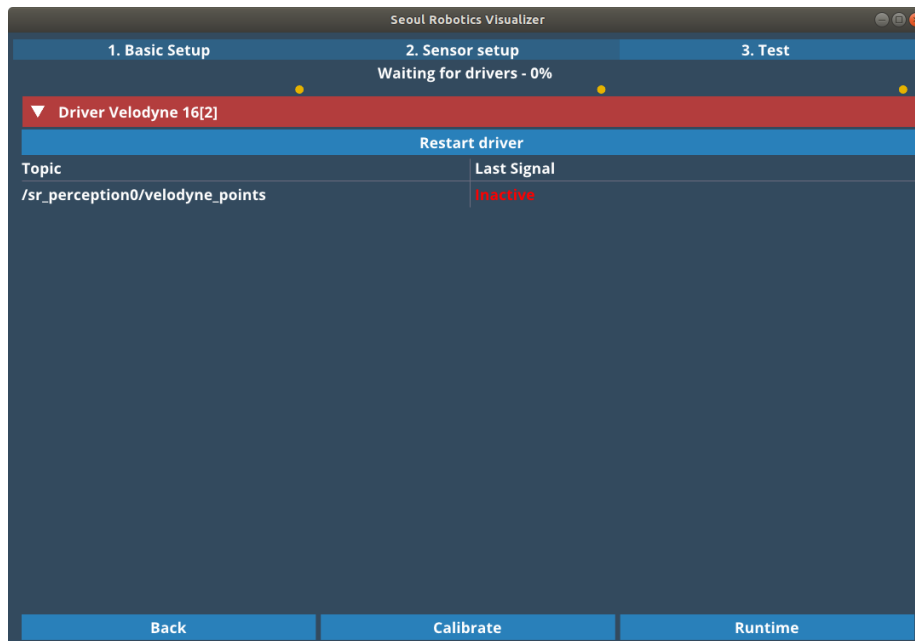 Seoul Robotics Visualizer
1. Basic Setup 2. Sensor setup 3. Test
Waiting for drivers - 0%
Driver Velodyne 16[2]
Restart driver
Topic Last Signal
/sr_perception0/velodyne_points Inactive
Back Calibrate Runtime